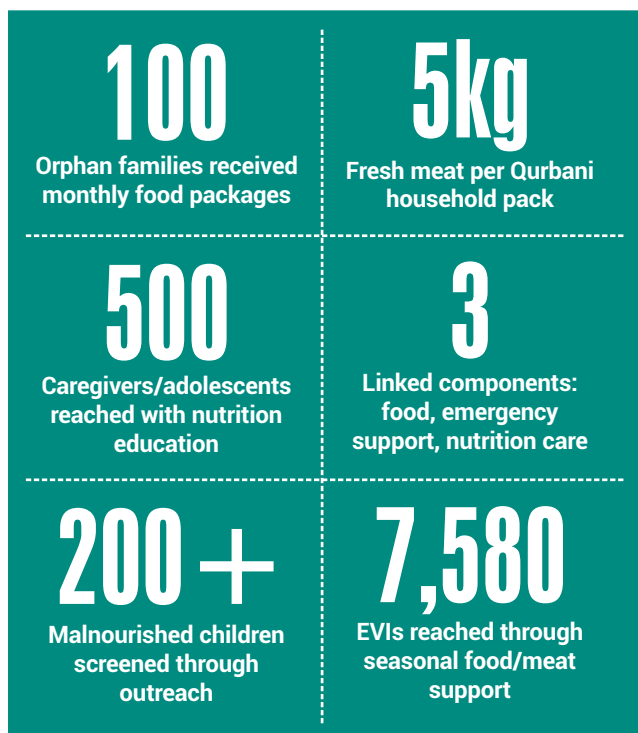 100
Orphan families received
monthly food packages
5kg
Fresh meat per Qurbani
household pack
500
Caregivers/adolescents
reached with nutrition
education
3
Linked components:
food, emergency
support, nutrition care
200+
Malnourished children
screened through
outreach
7,580
EVIs reached through
seasonal food/meat
support